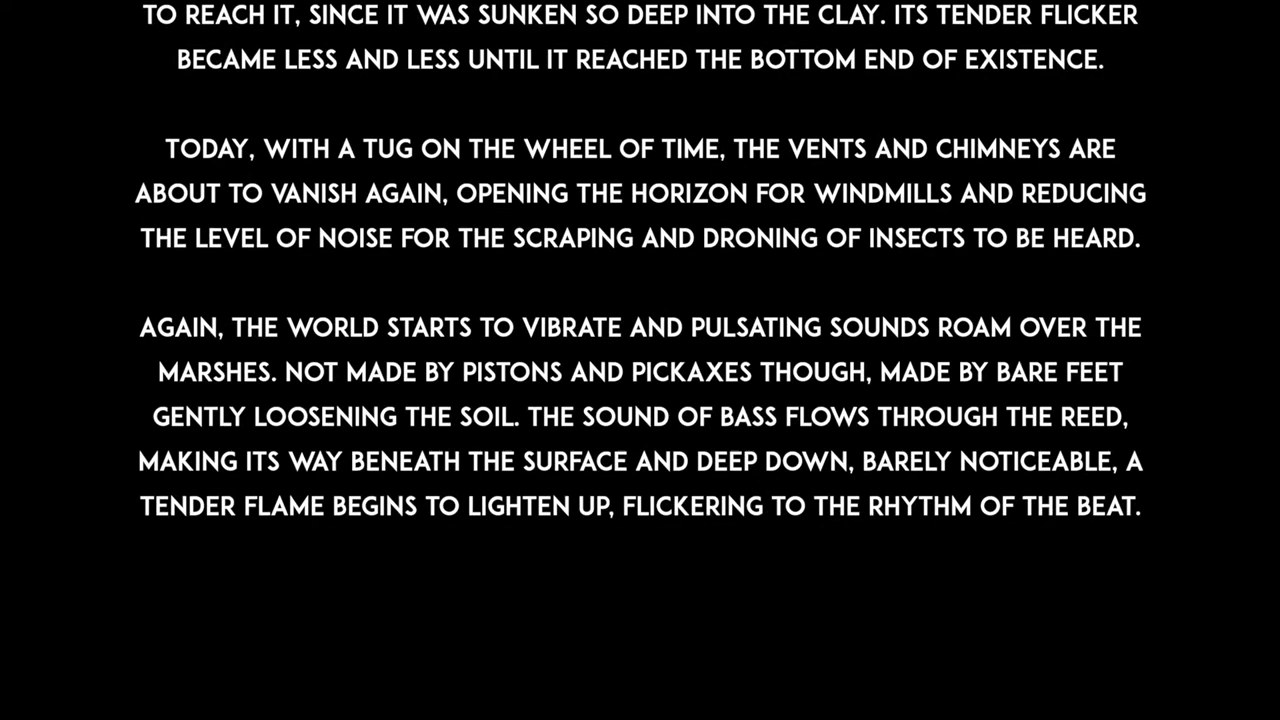 TO REACH IT, SINCE IT WAS SUNKEN SO DEEP INTO THE CLAY. ITS TENDER FLICKER
BECAME LESS AND LESS UNTIL IT REACHED THE BOTTOM END OF EXISTENCE.
TODAY, WITH A TUG ON THE WHEEL OF TIME, THE VENTS AND CHIMNEYS ARE
ABOUT TO VANISH AGAIN, OPENING THE HORIZON FOR WINDMILLS AND REDUCING
THE LEVEL OF NOISE FOR THE SCRAPING AND DRONING OF INSECTS TO BE HEARD.
AGAIN, THE WORLD STARTS TO VIBRATE AND PULSATING SOUNDS ROAM OVER THE
MARSHES. NOT MADE BY PISTONS AND PICKAXES THOUGH, MADE BY BARE FEET
GENTLY LOOSENING THE SOIL. THE SOUND OF BASS FLOWS THROUGH THE REED,
MAKING ITS WAY BENEATH THE SURFACE AND DEEP DOWN, BARELY NOTICEABLE, A
TENDER FLAME BEGINS TO LIGHTEN UP, FLICKERING TO THE RHYTHM OF THE BEAT.